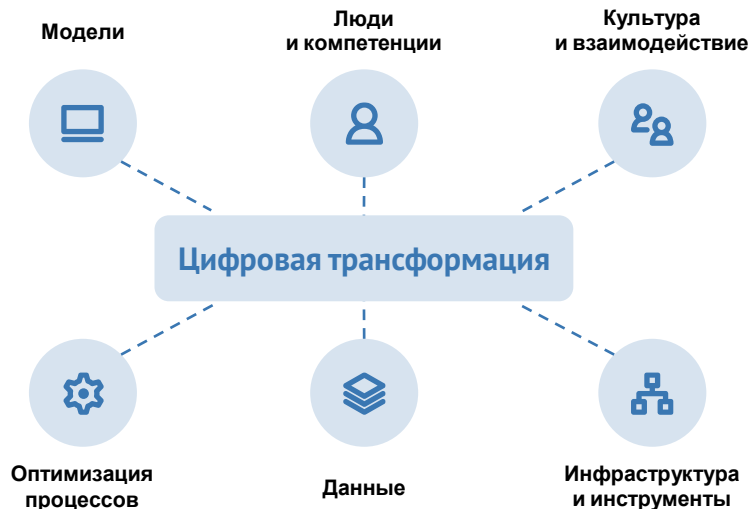 Модели
Люди
и компетенции
Культура
и взаимодействие
Цифровая трансформация
Оптимизация
процессов
Данные
Инфраструктура
и инструменты